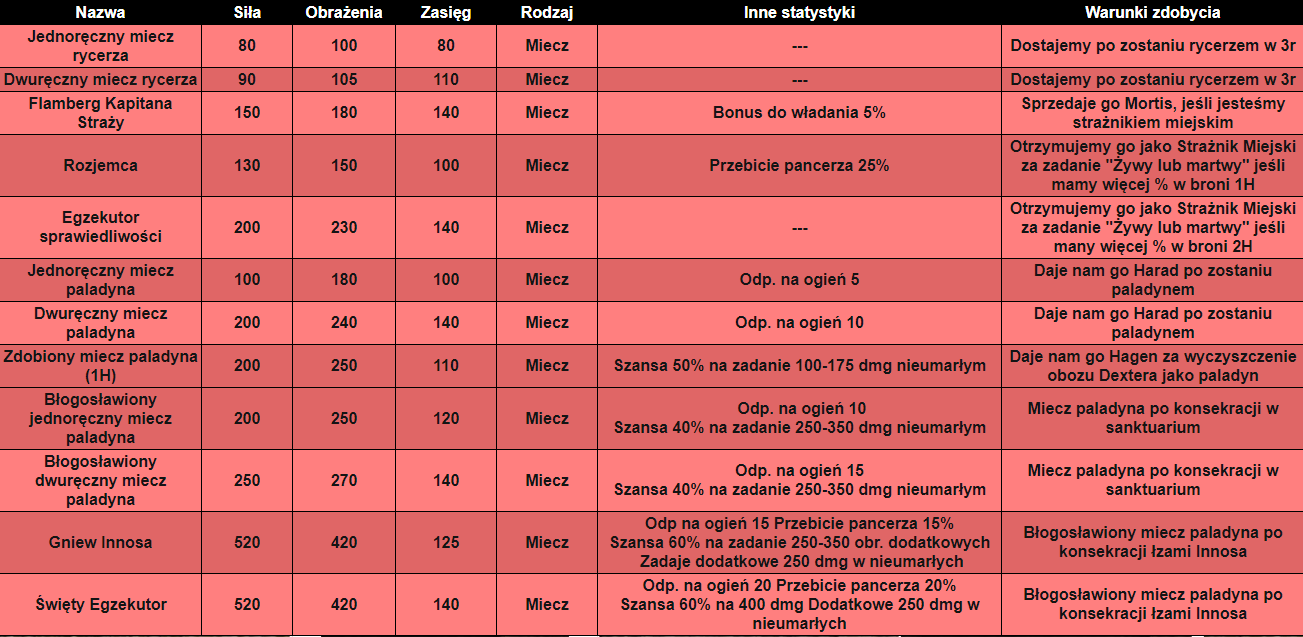 Nazwa Siła Obrażenia Zasięg Rodzaj Inne statystyki Warunki zdobycia
Jednoręczny miecz
rycerza
80 100 80 Miecz --- Dostajemy po zostaniu rycerzem w 3r
Dwuręczny miecz rycerza 90 105 110 Miecz --- Dostajemy po zostaniu rycerzem w 3r
Flamberg Kapitana
Straży
150 180 140 Miecz Bonus do władania 5%
Sprzedaje go Mortis, jeśli jesteśmy
strażnikiem miejskim
Rozjemca 130 150 100 Miecz Przebicie pancerza 25%
Otrzymujemy go jako Strażnik Miejski
za zadanie "Żywy lub martwy" jeśli
mamy więcej % w broni 1H
Egzekutor
sprawiedliwości
200 230 140 Miecz ---
Otrzymujemy go jako Strażnik Miejski
za zadanie "Żywy lub martwy" jeśli
many więcej % w broni 2H
Jednoręczny miecz
paladyna
100 180 100 Miecz Odp. na ogień 5
Daje nam go Harad po zostaniu
paladynem
Dwuręczny miecz
paladyna
200 240 140 Miecz Odp. na ogień 10
Daje nam go Harad po zostaniu
paladynem
Zdobiony miecz paladyna
(1H)
200 250 110 Miecz Szansa 50% na zadanie 100-175 dmg nieumarłym
Daje nam go Hagen za wyczyszczenie
obozu Dextera jako paladyn
Błogosławiony
jednoręczny miecz
paladyna
200 250 120 Miecz
Odp. na ogień 10
Szansa 40% na zadanie 250-350 dmg nieumarłym
Miecz paladyna po konsekracji w
sanktuarium
Błogosławiony
dwuręczny miecz
paladyna
250 270 140 Miecz
Odp. na ogień 15
Szansa 40% na zadanie 250-350 dmg nieumarłym
Miecz paladyna po konsekracji w
sanktuarium
Gniew Innosa 520 420 125 Miecz
Odp na ogień 15 Przebicie pancerza 15%
Szansa 60% na zadanie 250-350 obr. dodatkowych
Zadaje dodatkowe 250 dmg w nieumarłych
Błogosławiony miecz paladyna po
konsekracji łzami Innosa
Święty Egzekutor 520 420 140 Miecz
Odp. na ogień 20 Przebicie pancerza 20%
Szansa 60% na 400 dmg Dodatkowe 250 dmg w
nieumarłych
Błogosławiony miecz paladyna po
konsekracji łzami Innosa